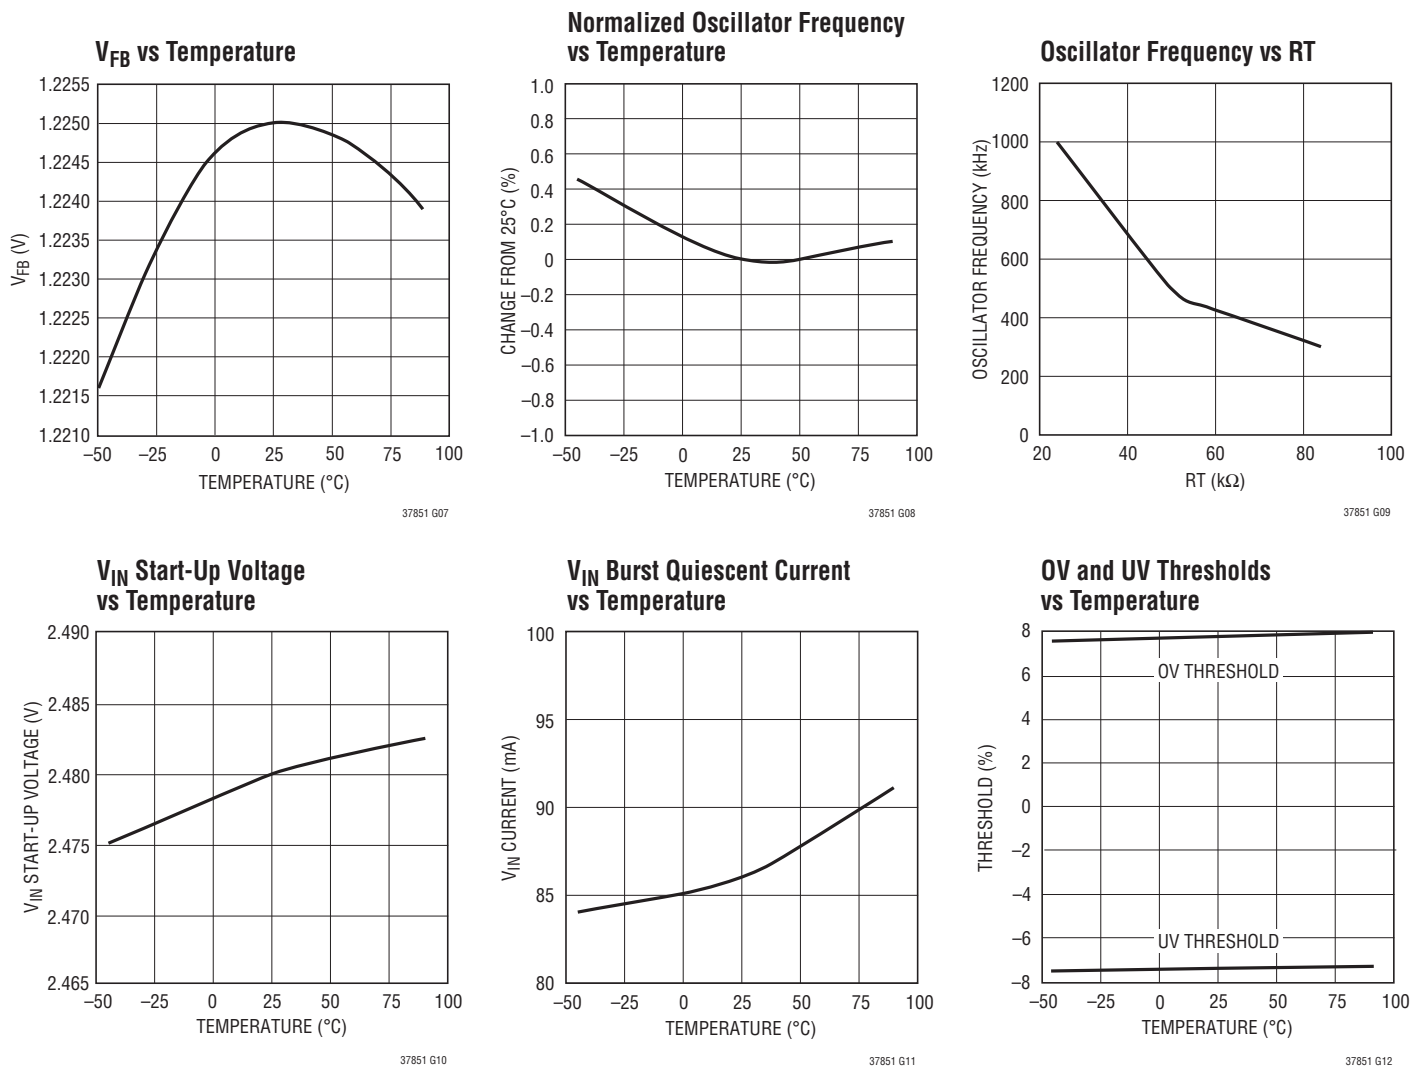 V_FB vs Temperature
1.2255
1.2250
1.2245
1.2240
1.2235
1.2230
1.2225
1.2220
1.2215
1.2210
V_FB (V)
–50 –25 0 25 50 75 100
TEMPERATURE (°C)
37851 G07
Normalized Oscillator Frequency
vs Temperature
1.0
0.8
0.6
0.4
0.2
0
–0.2
–0.4
–0.6
–0.8
–1.0
CHANGE FROM 25°C (%)
–50 –25 0 25 50 75 100
TEMPERATURE (°C)
37851 G08
Oscillator Frequency vs RT
1200
1000
800
600
400
200
0
OSCILLATOR FREQUENCY (kHz)
20 40 60 80 100
RT (kΩ)
37851 G09
V_IN Start-Up Voltage
vs Temperature
2.490
2.485
2.480
2.475
2.470
2.465
V_IN START-UP VOLTAGE (V)
–50 –25 0 25 50 75 100
TEMPERATURE (°C)
37851 G10
V_IN Burst Quiescent Current
vs Temperature
100
95
90
85
80
V_IN CURRENT (mA)
–50 –25 0 25 50 75 100
TEMPERATURE (°C)
37851 G11
OV and UV Thresholds
vs Temperature
8
6
4
2
0
–2
–4
–6
–8
THRESHOLD (%)
OV THRESHOLD
UV THRESHOLD
–50 –25 0 25 50 75 100
TEMPERATURE (°C)
37851 G12